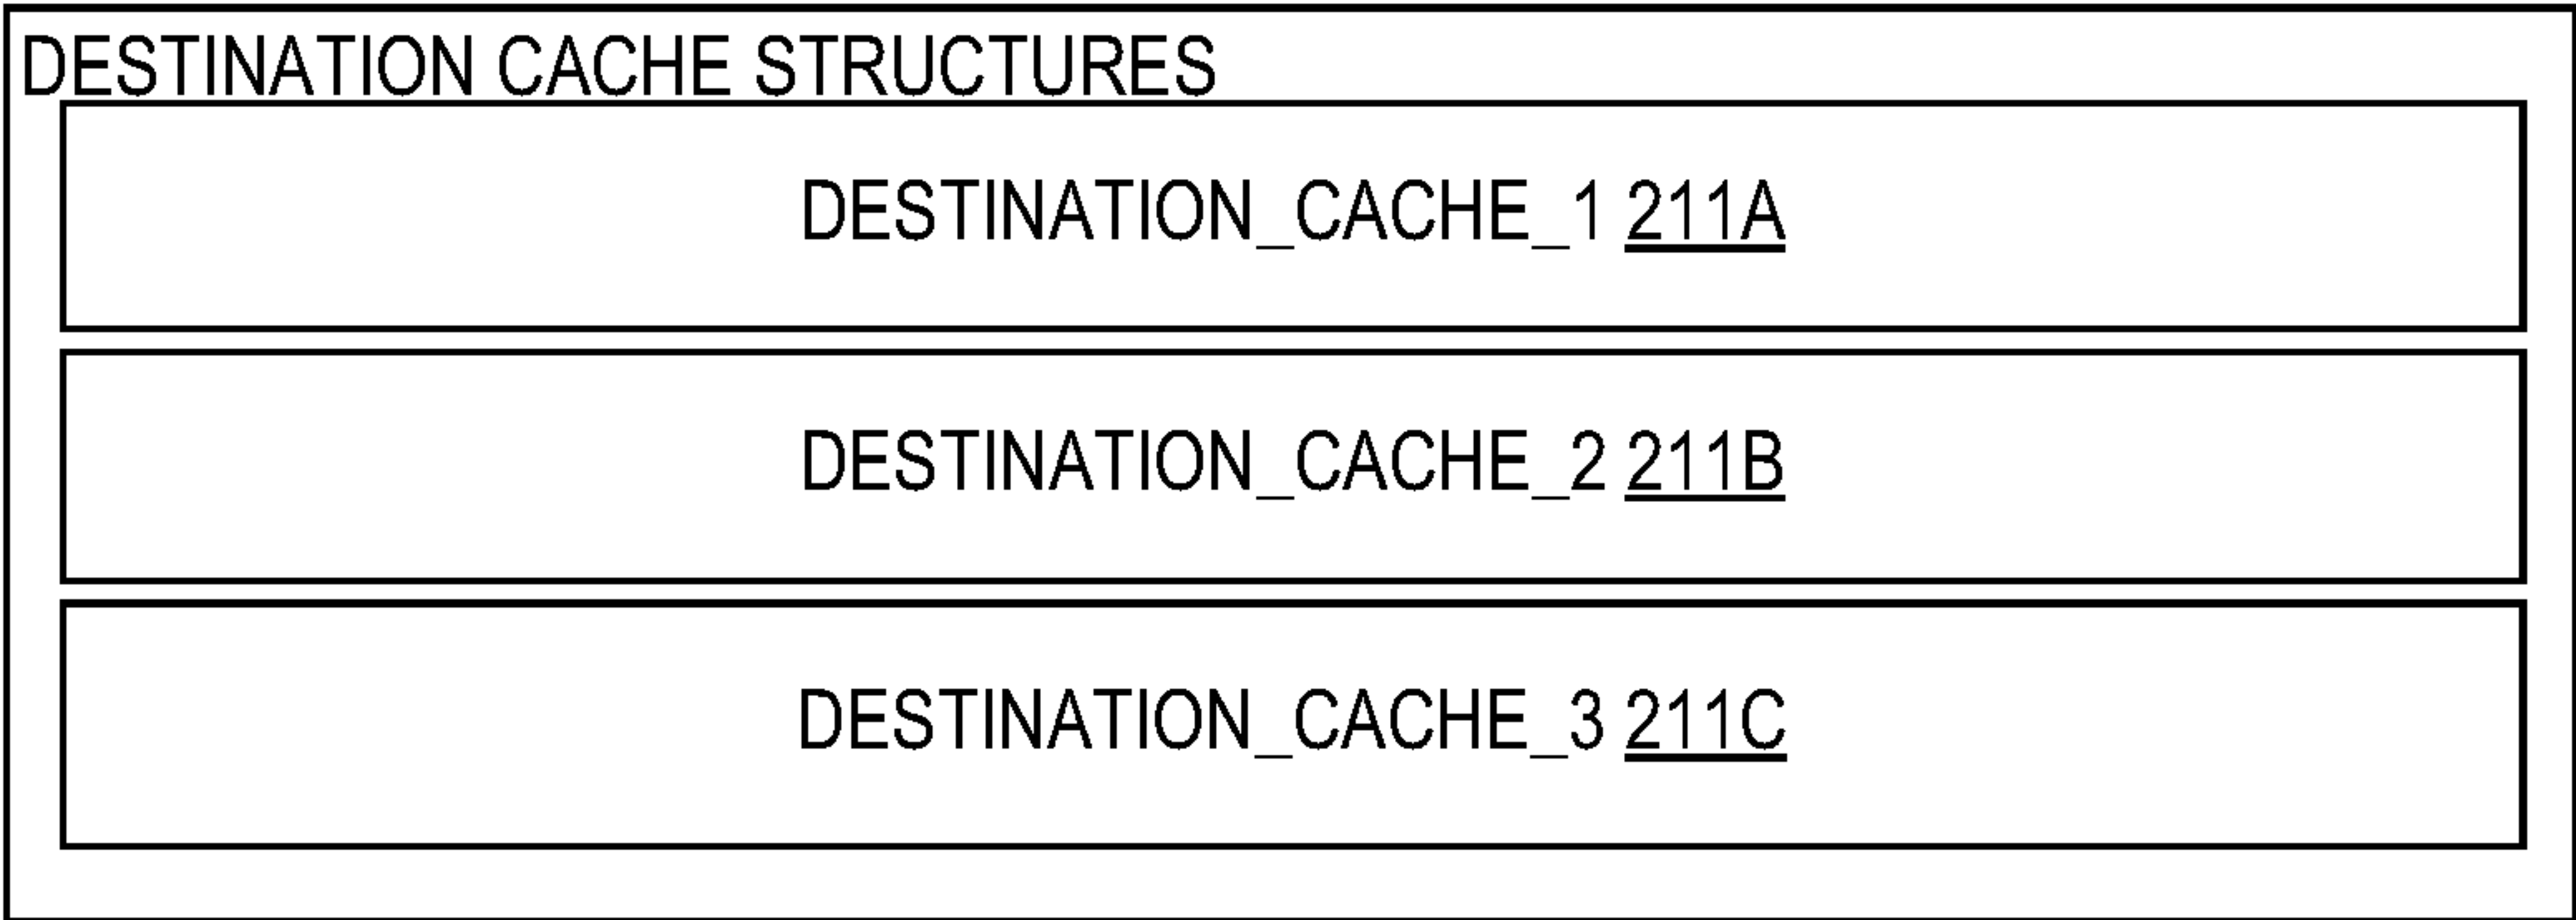 DESTINATION CACHE STRUCTURES
DESTINATION_CACHE_1 211A
DESTINATION_CACHE_2 211B
DESTINATION_CACHE_3 211C